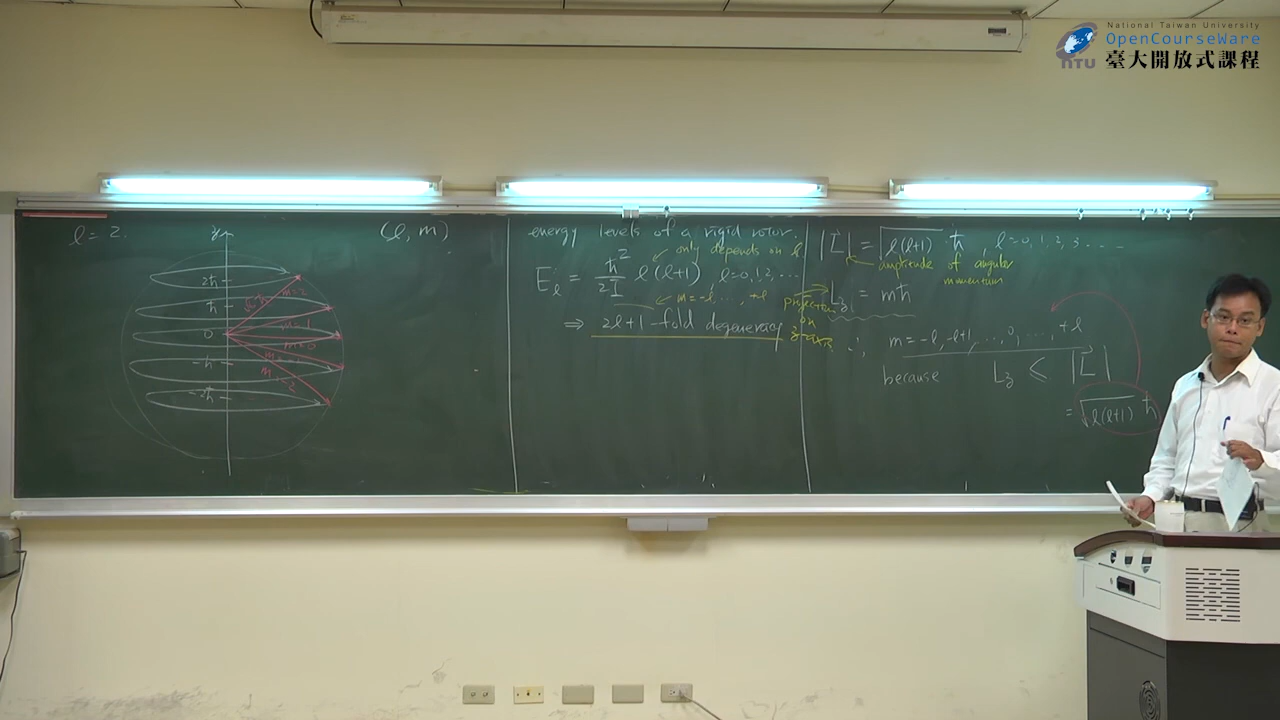 National Taiwan University
OpenCourseWare
臺大開放式課程
NTU
l = 2.
z
(l, m)
2ħ
ħ
0
-ħ
-2ħ
m=2
m=1
m=0
energy levels of a rigid rotor.
only depends on l
E_l = ħ²/2I l(l+1), l=0,1,2,...
m=-l, ..., +l
⇒ 2l+1-fold degeneracy
|L⃗| = √l(l+1) · ħ, l=0,1,2,3....
amplitude of angular
momentum
projection
on
z-axis
L_z = mħ
∴ m=-l,-l+1,...,0,...,+l
because L_z ≤ |L⃗|
= √l(l+1) ħ